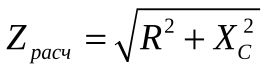 Z_расч = √(R² + X_C²)